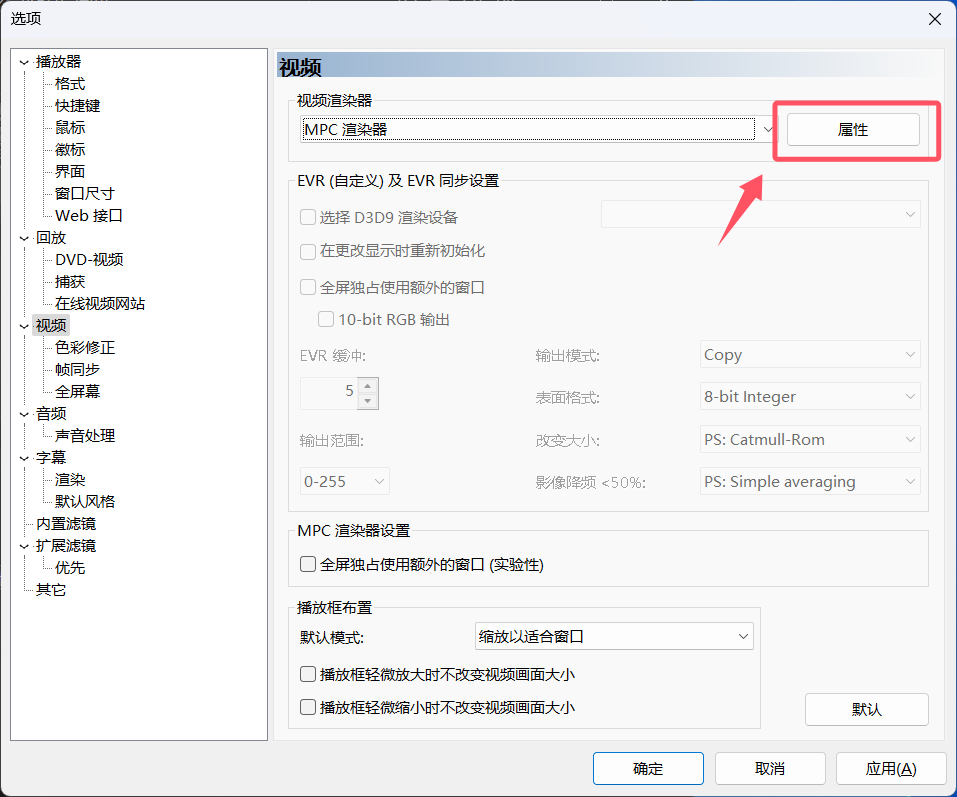 选项
播放器
格式
快捷键
鼠标
徽标
界面
窗口尺寸
Web 接口
回放
DVD-视频
捕获
在线视频网站
视频
色彩修正
帧同步
全屏幕
音频
声音处理
字幕
渲染
默认风格
内置滤镜
扩展滤镜
优先
其它
视频
视频渲染器
MPC 渲染器
属性
EVR (自定义) 及 EVR 同步设置
选择 D3D9 渲染设备
在更改显示时重新初始化
全屏独占使用额外的窗口
10-bit RGB 输出
EVR 缓冲:
输出模式:
Copy
5
表面格式:
8-bit Integer
输出范围:
改变大小:
PS: Catmull-Rom
0-255
影像降频 <50%:
PS: Simple averaging
MPC 渲染器设置
全屏独占使用额外的窗口 (实验性)
播放框布置
默认模式:
缩放以适合窗口
播放框轻微放大时不改变视频画面大小
播放框轻微缩小时不改变视频画面大小
默认
确定
取消
应用(A)